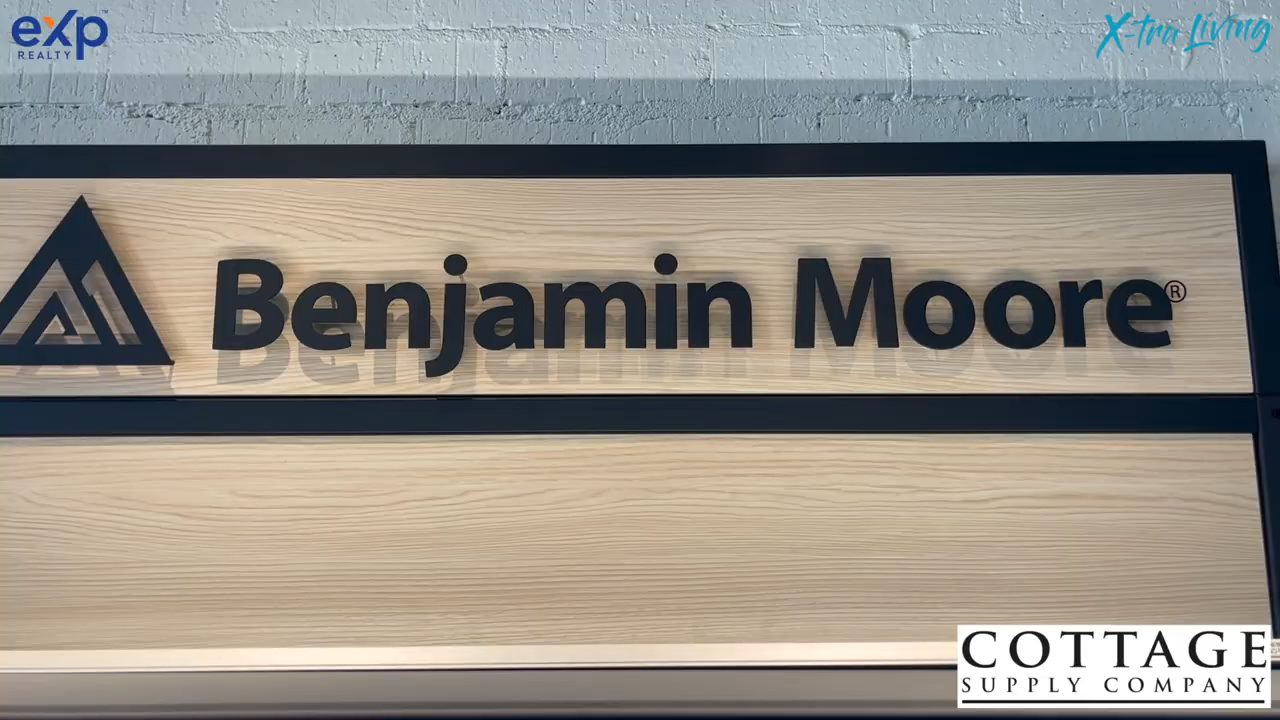 eXp
REALTY
X-tra Living
Benjamin Moore®
COTTAGE
SUPPLY COMPANY